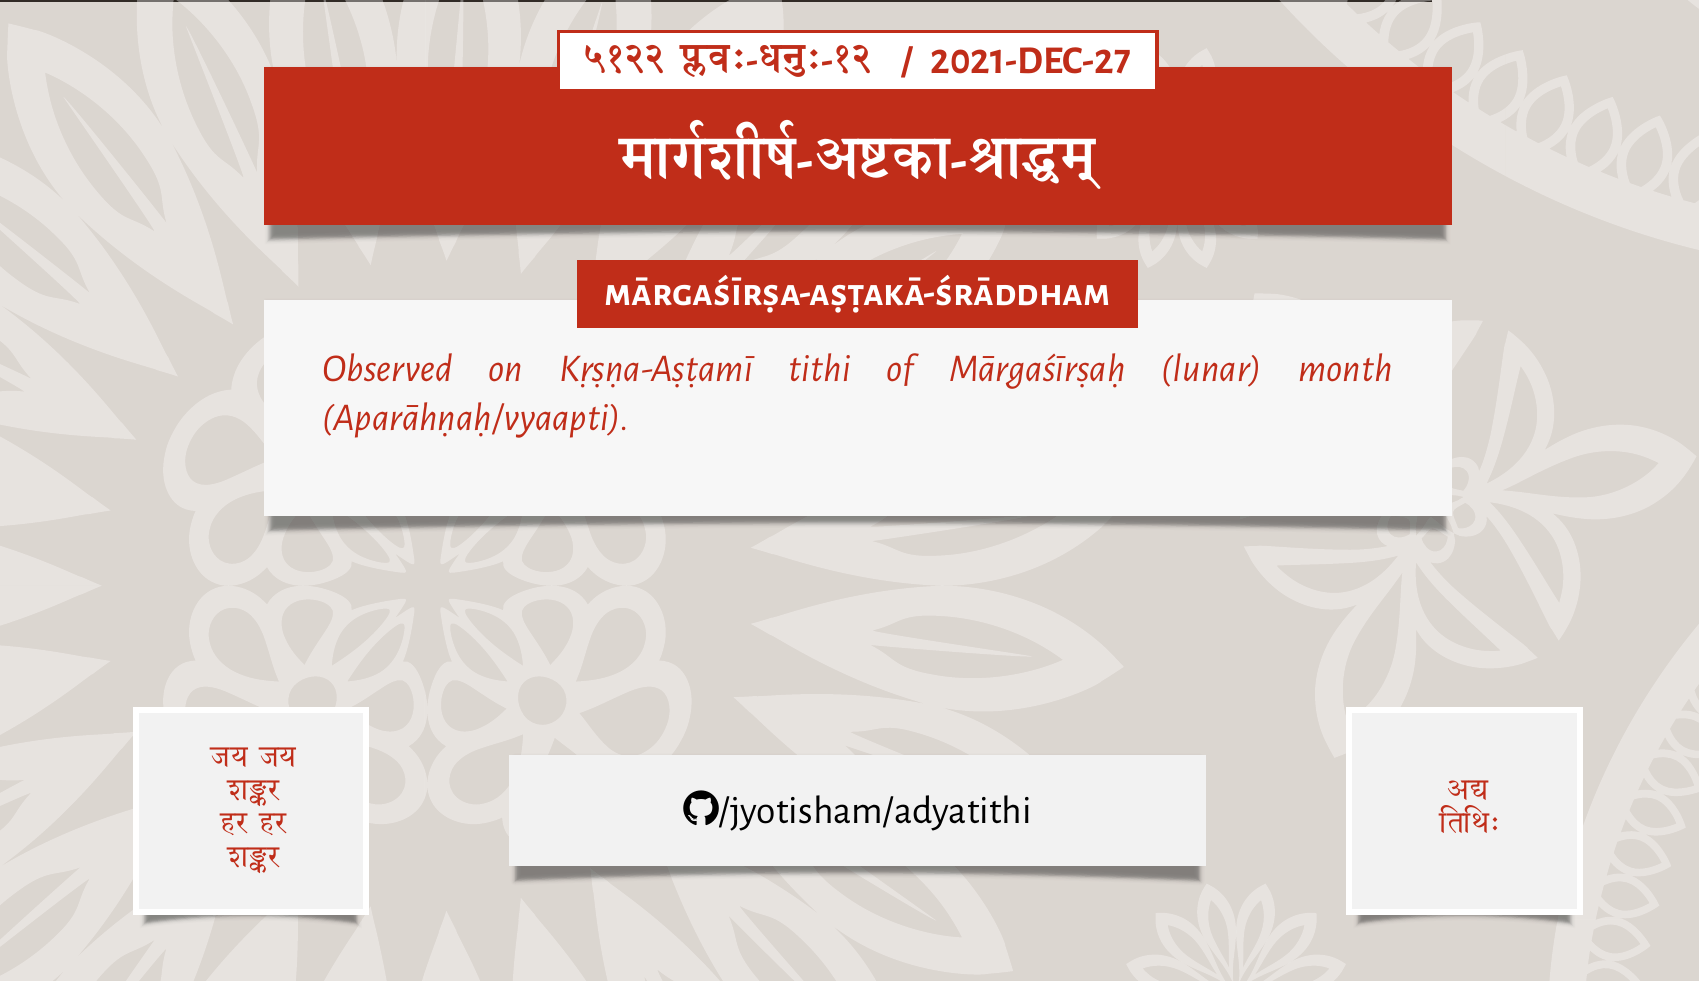 ५१२२ प्लवः-धनुः-१२ / 2021-DEC-27
मार्गशीर्ष-अष्टका-श्राद्धम्
MĀRGAŚĪRṢA-AṢṬAKĀ-ŚRĀDDHAM
Observed on Kṛṣṇa-Aṣṭamī tithi of Mārgaśīrṣaḥ (lunar) month
(Aparāhṇaḥ/vyaapti).
जय जय
शङ्कर
हर हर
शङ्कर
/jyotisham/adyatithi
अद्य
तिथिः